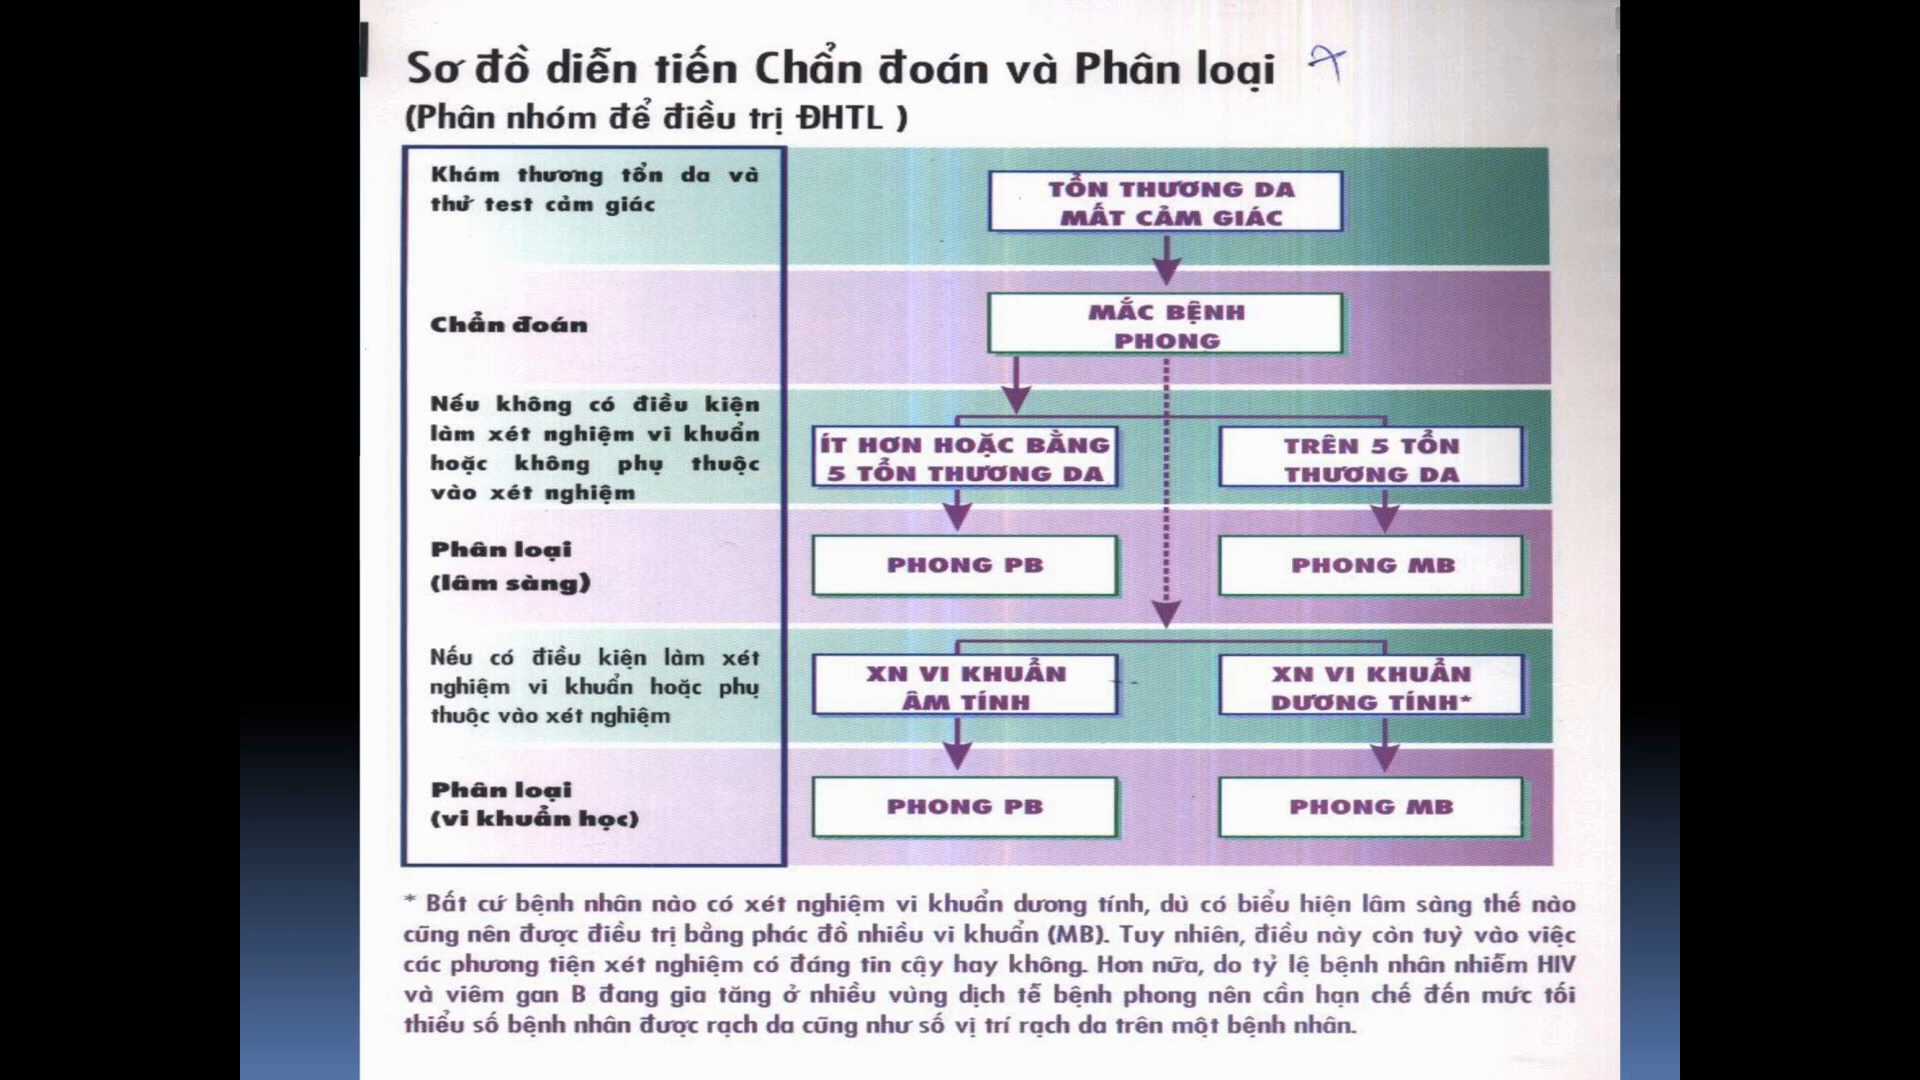 Sơ đồ diễn tiến Chẩn đoán và Phân loại
(Phân nhóm để điều trị ĐHTL )
Khám thương tổn da và
thử test cảm giác
TỔN THƯƠNG DA
MẤT CẢM GIÁC
Chẩn đoán
MẮC BỆNH
PHONG
Nếu không có điều kiện
làm xét nghiệm vi khuẩn
hoặc không phụ thuộc
vào xét nghiệm
ÍT HƠN HOẶC BẰNG
5 TỔN THƯƠNG DA
TRÊN 5 TỔN
THƯƠNG DA
Phân loại
(lâm sàng)
PHONG PB
PHONG MB
Nếu có điều kiện làm xét
nghiệm vi khuẩn hoặc phụ
thuộc vào xét nghiệm
XN VI KHUẨN
ÂM TÍNH
XN VI KHUẨN
DƯƠNG TÍNH*
Phân loại
(vi khuẩn học)
PHONG PB
PHONG MB
* Bất cứ bệnh nhân nào có xét nghiệm vi khuẩn dương tính, dù có biểu hiện lâm sàng thế nào
cũng nên được điều trị bằng phác đồ nhiều vi khuẩn (MB). Tuy nhiên, điều này còn tuỳ vào việc
các phương tiện xét nghiệm có đáng tin cậy hay không. Hơn nữa, do tỷ lệ bệnh nhân nhiễm HIV
và viêm gan B đang gia tăng ở nhiều vùng dịch tễ bệnh phong nên cần hạn chế đến mức tối
thiểu số bệnh nhân được rạch da cũng như số vị trí rạch da trên một bệnh nhân.